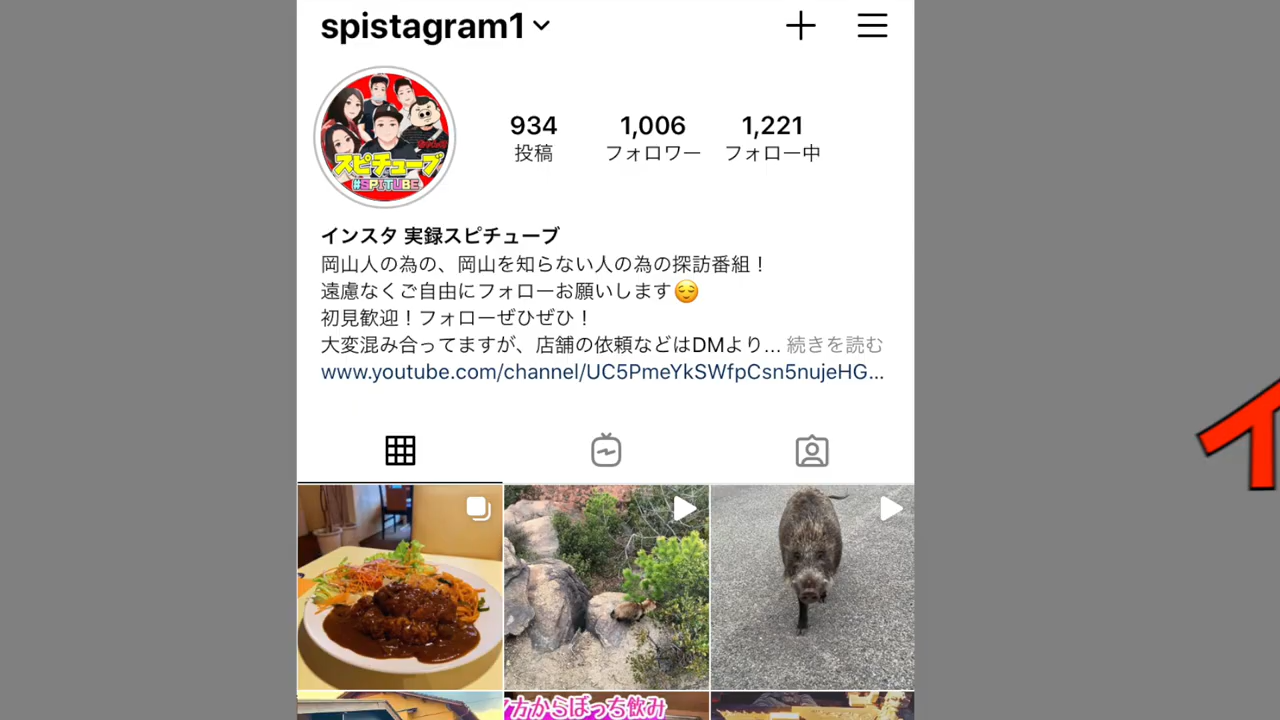 spistagram1
934
1,006
1,221
投稿
フォロワー
フォロー中
スピチューブ
#SPITUBE
インスタ 実録スピチューブ
岡山人の為の、岡山を知らない人の為の探訪番組！
遠慮なくご自由にフォローお願いします😌
初見歓迎！フォローぜひぜひ！
大変混み合ってますが、店舗の依頼などはDMより... 続きを読む
www.youtube.com/channel/UC5PmeYkSWfpCsn5nujeHG...
イ
方からぼっち飲み